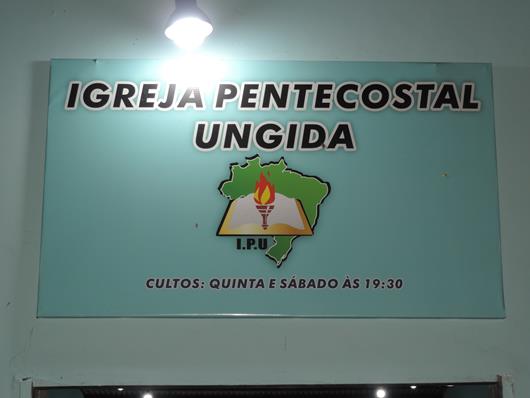 IGREJA PENTECOSTAL
UNGIDA
I.P.U
CULTOS: QUINTA E SÁBADO ÀS 19:30